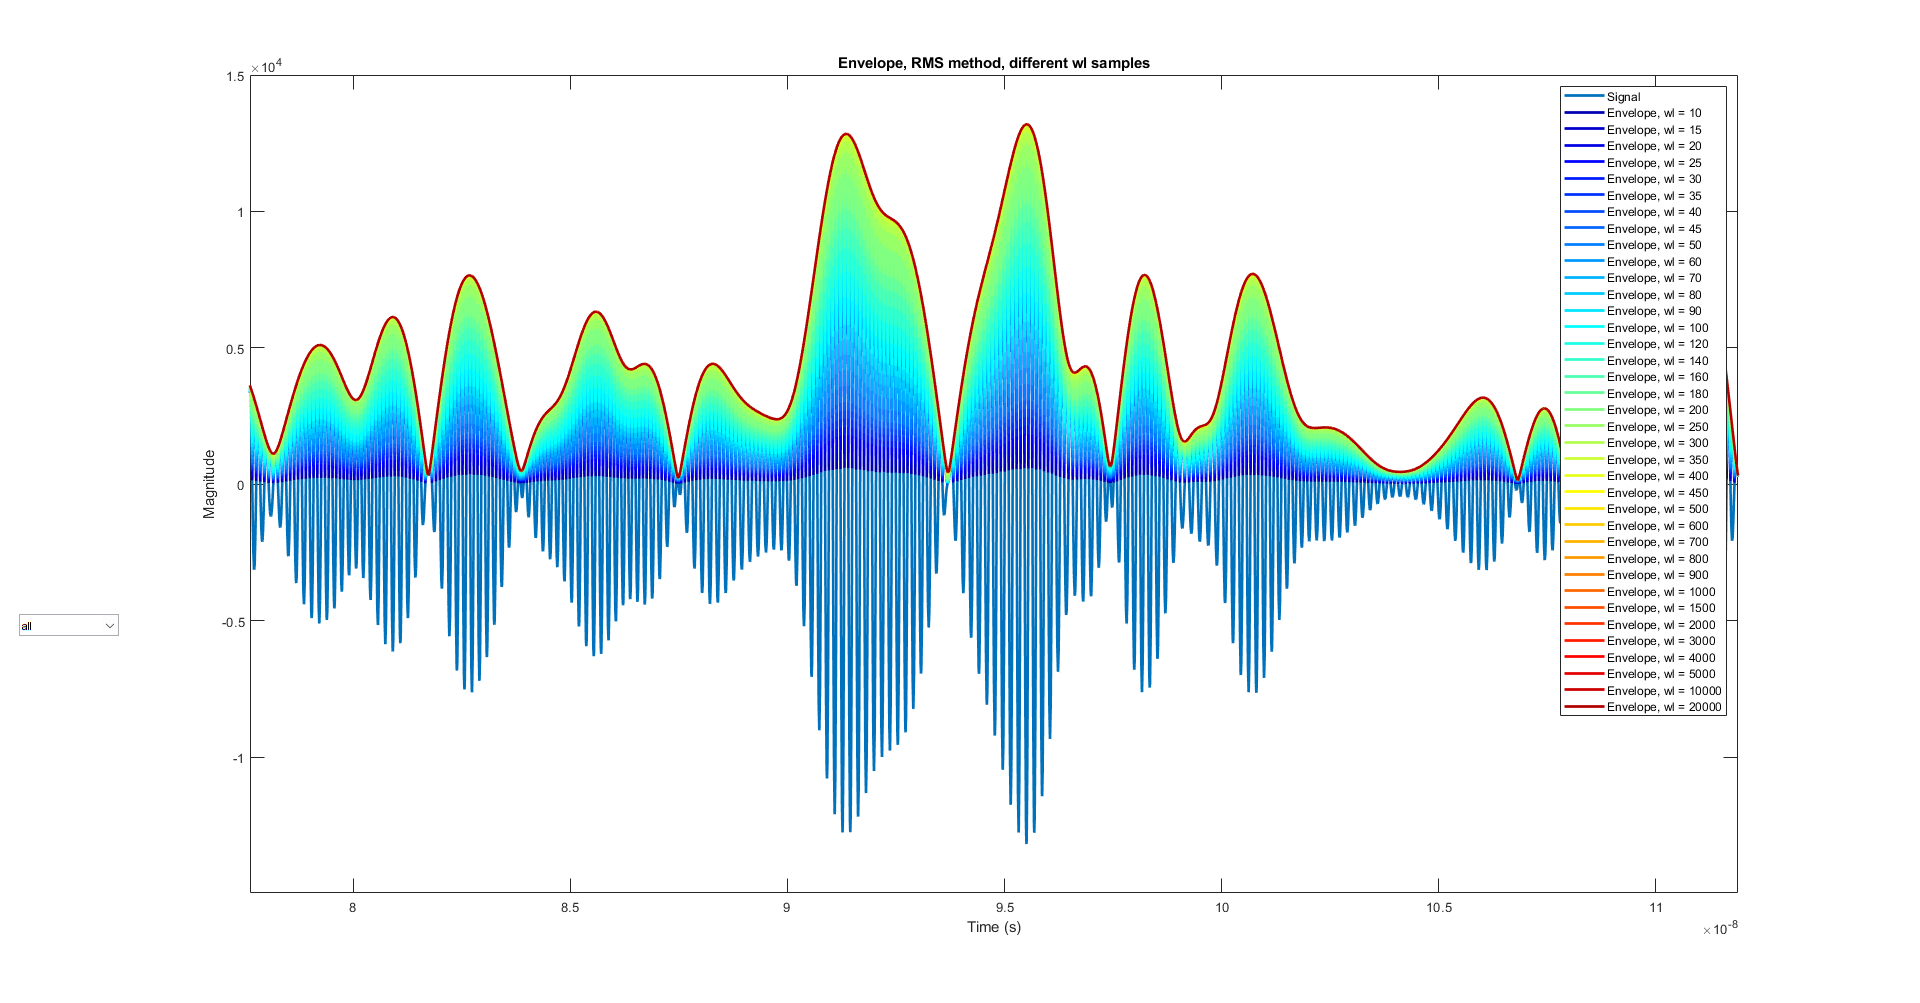 Envelope, RMS method, different wl samples
×10^4
1.5
1
0.5
0
-0.5
-1
Magnitude
8
8.5
9
9.5
10
10.5
11
Time (s)
×10^-8
all
Signal
Envelope, wl = 10
Envelope, wl = 15
Envelope, wl = 20
Envelope, wl = 25
Envelope, wl = 30
Envelope, wl = 35
Envelope, wl = 40
Envelope, wl = 45
Envelope, wl = 50
Envelope, wl = 60
Envelope, wl = 70
Envelope, wl = 80
Envelope, wl = 90
Envelope, wl = 100
Envelope, wl = 120
Envelope, wl = 140
Envelope, wl = 160
Envelope, wl = 180
Envelope, wl = 200
Envelope, wl = 250
Envelope, wl = 300
Envelope, wl = 350
Envelope, wl = 400
Envelope, wl = 450
Envelope, wl = 500
Envelope, wl = 600
Envelope, wl = 700
Envelope, wl = 800
Envelope, wl = 900
Envelope, wl = 1000
Envelope, wl = 1500
Envelope, wl = 2000
Envelope, wl = 3000
Envelope, wl = 4000
Envelope, wl = 5000
Envelope, wl = 10000
Envelope, wl = 20000